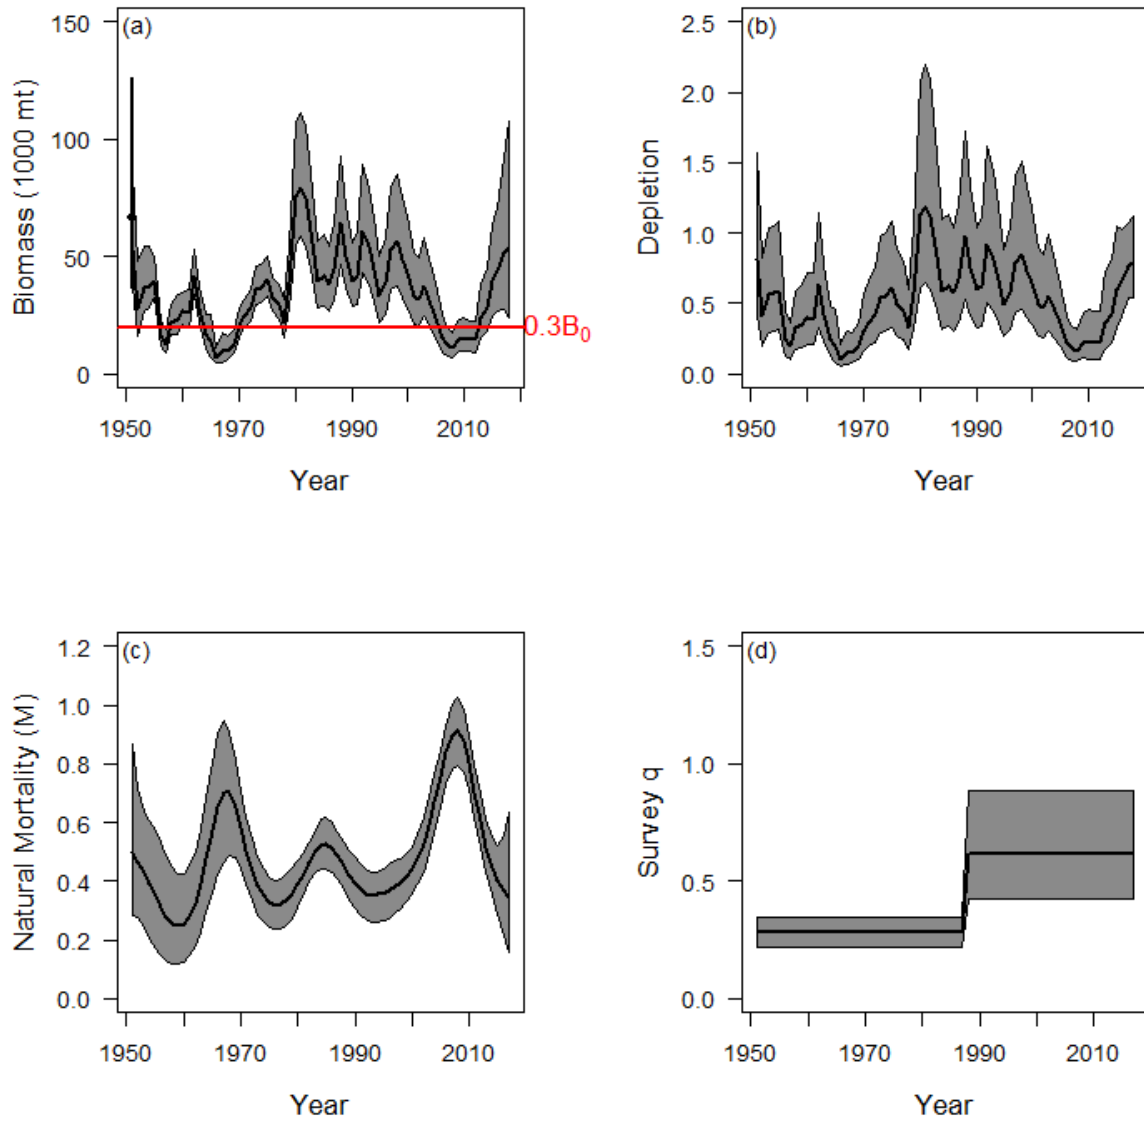 (a)
Biomass (1000 mt)
150
100
50
0
0.3B₀
1950 1970 1990 2010
Year
(b)
Depletion
2.5
2.0
1.5
1.0
0.5
0.0
1950 1970 1990 2010
Year
(c)
Natural Mortality (M)
1.2
1.0
0.8
0.6
0.4
0.2
0.0
1950 1970 1990 2010
Year
(d)
Survey q
1.5
1.0
0.5
0.0
1950 1970 1990 2010
Year